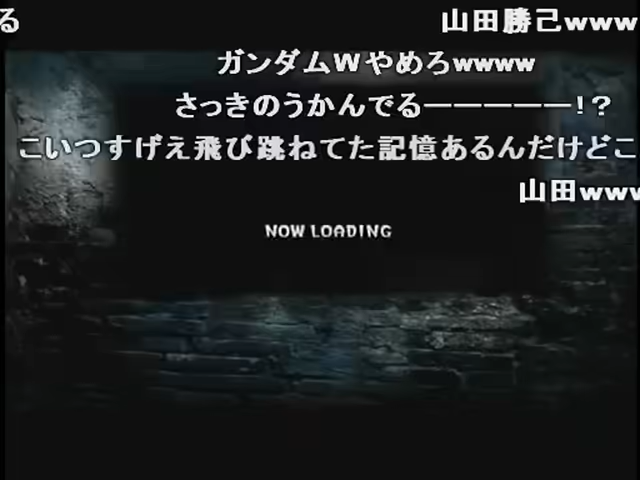 る
山田勝己www
ガンダムWやめろwwww
さっきのうかんでるーーーーーー!?
こいつすげえ飛び跳ねてた記憶あるんだけどこ
山田www
NOW LOADING